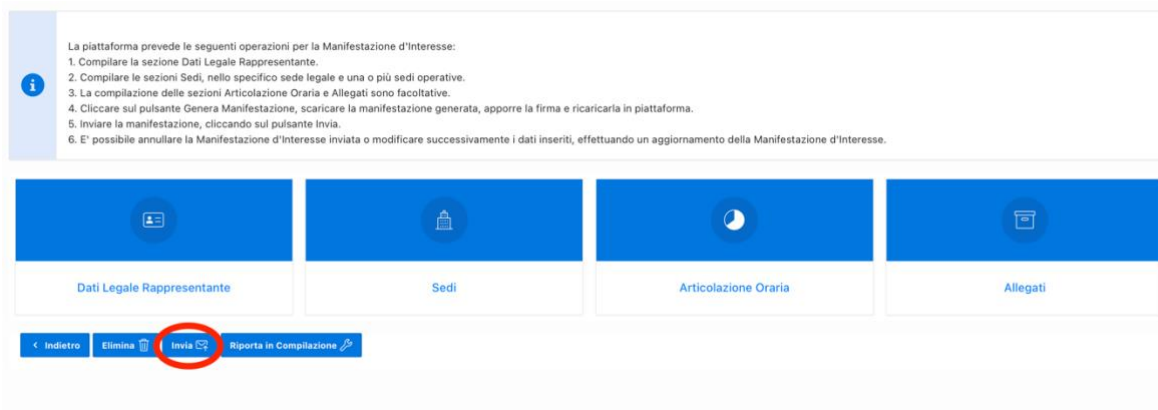 La piattaforma prevede le seguenti operazioni per la Manifestazione d'Interesse:
1. Compilare la sezione Dati Legale Rappresentante.
2. Compilare le sezioni Sedi, nello specifico sede legale e una o più sedi operative.
3. La compilazione delle sezioni Articolazione Oraria e Allegati sono facoltative.
4. Cliccare sul pulsante Genera Manifestazione, scaricare la manifestazione generata, apporre la firma e ricaricarla in piattaforma.
5. Inviare la manifestazione, cliccando sul pulsante Invia.
6. E' possibile annullare la Manifestazione d'Interesse inviata o modificare successivamente i dati inseriti, effettuando un aggiornamento della Manifestazione d'Interesse.
Dati Legale Rappresentante Sedi Articolazione Oraria Allegati
< Indietro Elimina Invia Riporta in Compilazione